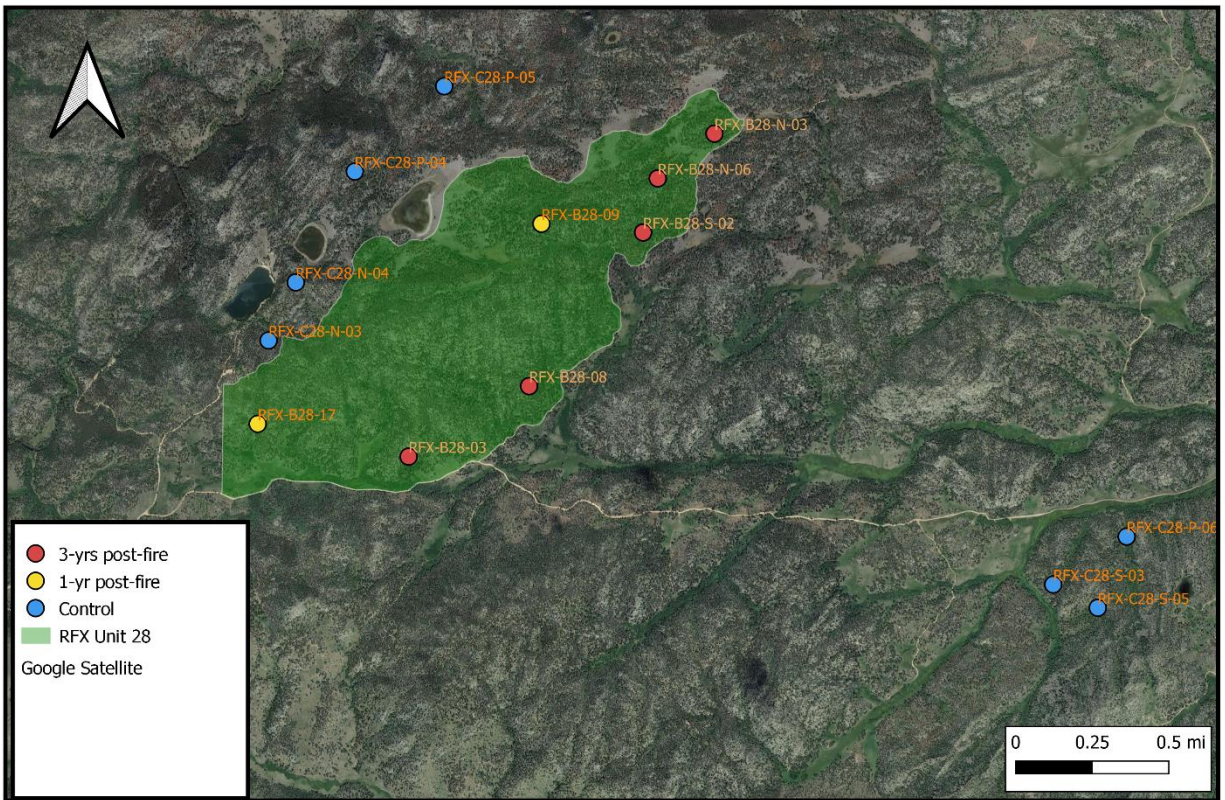 RFX-C28-P-05
RFX-B28-N-03
RFX-C28-P-04
RFX-B28-N-06
RFX-B28-09
RFX-B28-S-02
RFX-C28-N-04
RFX-C28-N-03
RFX-B28-08
RFX-B28-17
RFX-B28-03
RFX-C28-P-06
RFX-C28-S-03
RFX-C28-S-05
3-yrs post-fire
1-yr post-fire
Control
RFX Unit 28
Google Satellite
0 0.25 0.5 mi